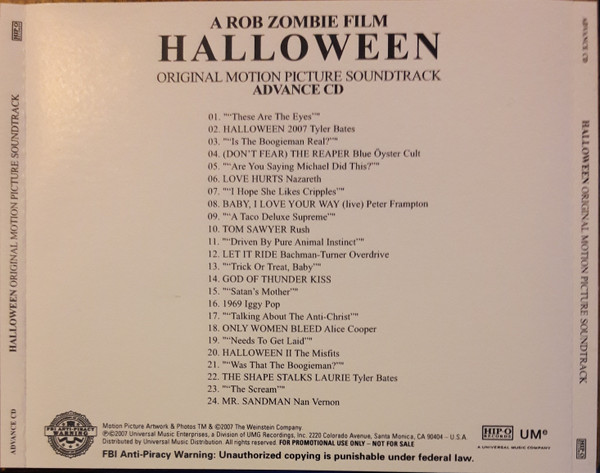 A ROB ZOMBIE FILM
HALLOWEEN
ORIGINAL MOTION PICTURE SOUNDTRACK
ADVANCE CD
01. ""These Are The Eyes""
02. HALLOWEEN 2007 Tyler Bates
03. ""Is The Boogieman Real?""
04. (DON'T FEAR) THE REAPER Blue Öyster Cult
05. ""Are You Saying Michael Did This?""
06. LOVE HURTS Nazareth
07. ""I Hope She Likes Cripples""
08. BABY, I LOVE YOUR WAY (live) Peter Frampton
09. ""A Taco Deluxe Supreme""
10. TOM SAWYER Rush
11. ""Driven By Pure Animal Instinct""
12. LET IT RIDE Bachman-Turner Overdrive
13. ""Trick Or Treat, Baby""
14. GOD OF THUNDER KISS
15. ""Satan's Mother""
16. 1969 Iggy Pop
17. ""Talking About The Anti-Christ""
18. ONLY WOMEN BLEED Alice Cooper
19. ""Needs To Get Laid""
20. HALLOWEEN II The Misfits
21. ""Was That The Boogieman?""
22. THE SHAPE STALKS LAURIE Tyler Bates
23. ""The Scream""
24. MR. SANDMAN Nan Vernon
Motion Picture Artwork & Photos TM & ©2007 The Weinstein Company.
℗©2007 Universal Music Enterprises, a Division of UMG Recordings, Inc. 2220 Colorado Avenue, Santa Monica, CA 90404 – U.S.A.
Distributed by Universal Music Distribution. All rights reserved. FOR PROMOTIONAL USE ONLY – NOT FOR SALE
FBI Anti-Piracy Warning: Unauthorized copying is punishable under federal law.
FBI ANTI-PIRACY
WARNING
HIP-O
RECORDS
UMe
A UNIVERSAL MUSIC COMPANY
HIP-O
HALLOWEEN ORIGINAL MOTION PICTURE SOUNDTRACK
ADVANCE CD
ADVANCE CD
HALLOWEEN ORIGINAL MOTION PICTURE SOUNDTRACK
HIP-O